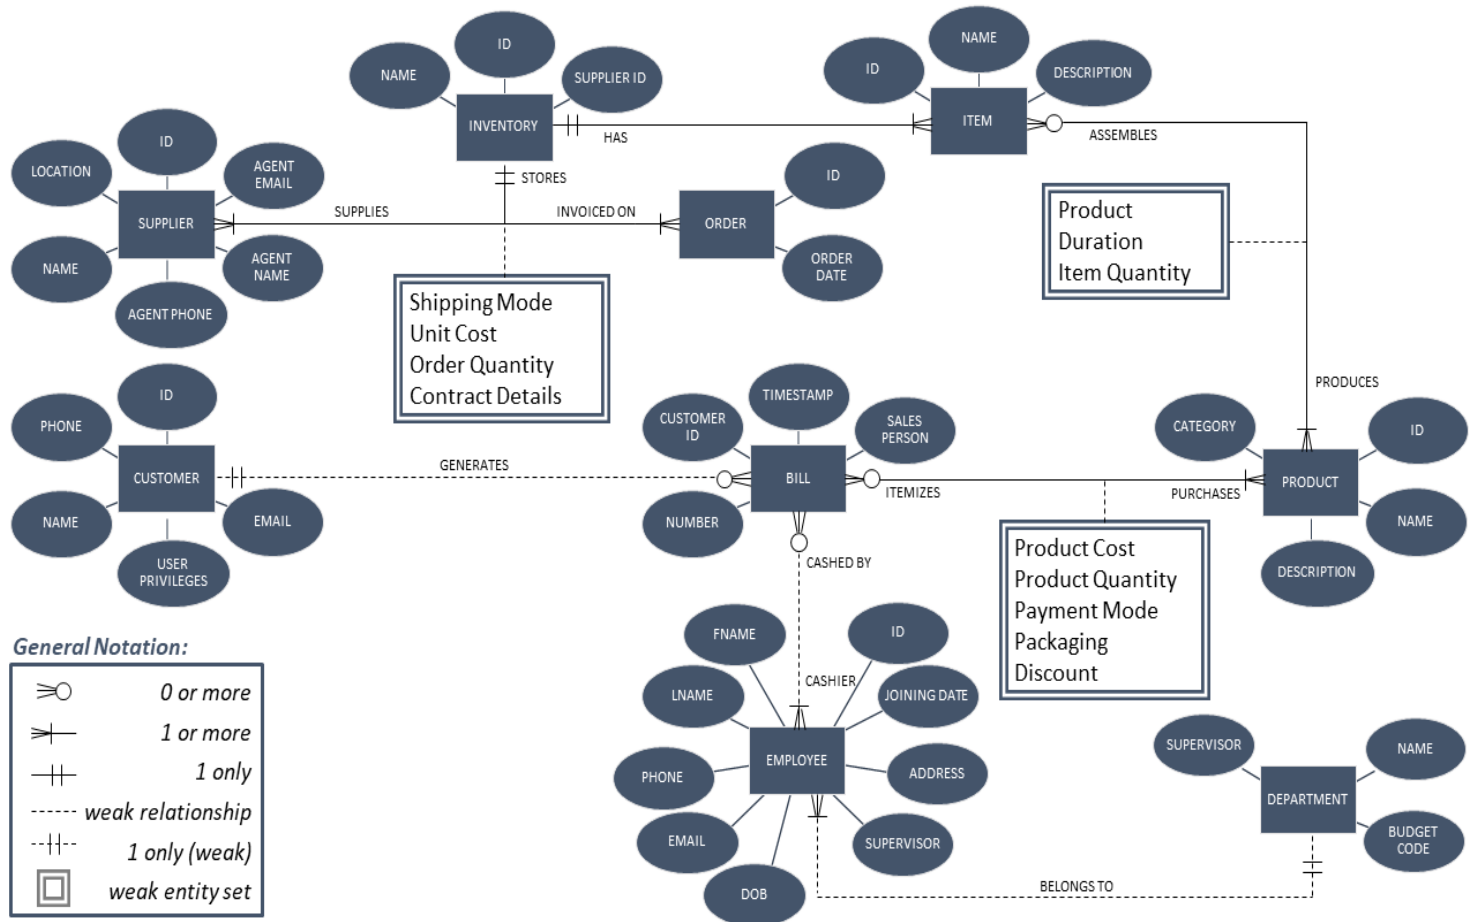 ID
NAME
SUPPLIER ID
INVENTORY
HAS
STORES
ID
NAME
DESCRIPTION
ITEM
ASSEMBLES
LOCATION
ID
AGENT
EMAIL
SUPPLIER
NAME
AGENT
NAME
AGENT PHONE
SUPPLIES
INVOICED ON
ORDER
ID
ORDER
DATE
Shipping Mode
Unit Cost
Order Quantity
Contract Details
Product
Duration
Item Quantity
PRODUCES
PHONE
ID
CUSTOMER
NAME
USER
PRIVILEGES
EMAIL
GENERATES
CUSTOMER
ID
TIMESTAMP
SALES
PERSON
BILL
NUMBER
ITEMIZES
PURCHASES
CATEGORY
ID
PRODUCT
NAME
DESCRIPTION
Product Cost
Product Quantity
Payment Mode
Packaging
Discount
CASHED BY
CASHIER
FNAME
ID
LNAME
JOINING DATE
EMPLOYEE
PHONE
ADDRESS
EMAIL
SUPERVISOR
DOB
BELONGS TO
SUPERVISOR
NAME
DEPARTMENT
BUDGET
CODE
General Notation:
0 or more
1 or more
1 only
weak relationship
1 only (weak)
weak entity set